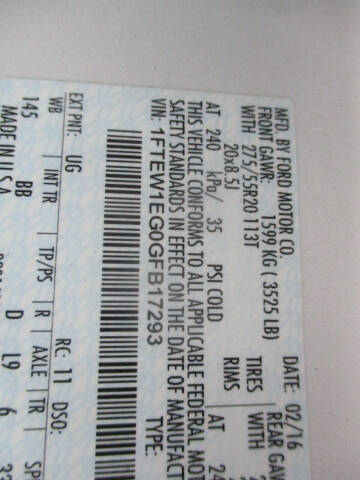 MFD. BY FORD MOTOR CO.
DATE: 02/16
FRONT GAWR: 1599 KG (3525 LB)
REAR GAW
WITH 275/55R20 113T
TIRES
WITH
20x8.5J
RIMS
AT 240 kPa/ 35 PSI COLD
AT 24
THIS VEHICLE CONFORMS TO ALL APPLICABLE FEDERAL MOT
SAFETY STANDARDS IN EFFECT ON THE DATE OF MANUFACT
VIN: 1FTEW1EG0GFB17293
TYPE:
EXT PNT: UG
RC: 11 DSO:
WB INT TR TP/PS R AXLE TR SP
145 BB D L9 6
MADE IN U.S.A.